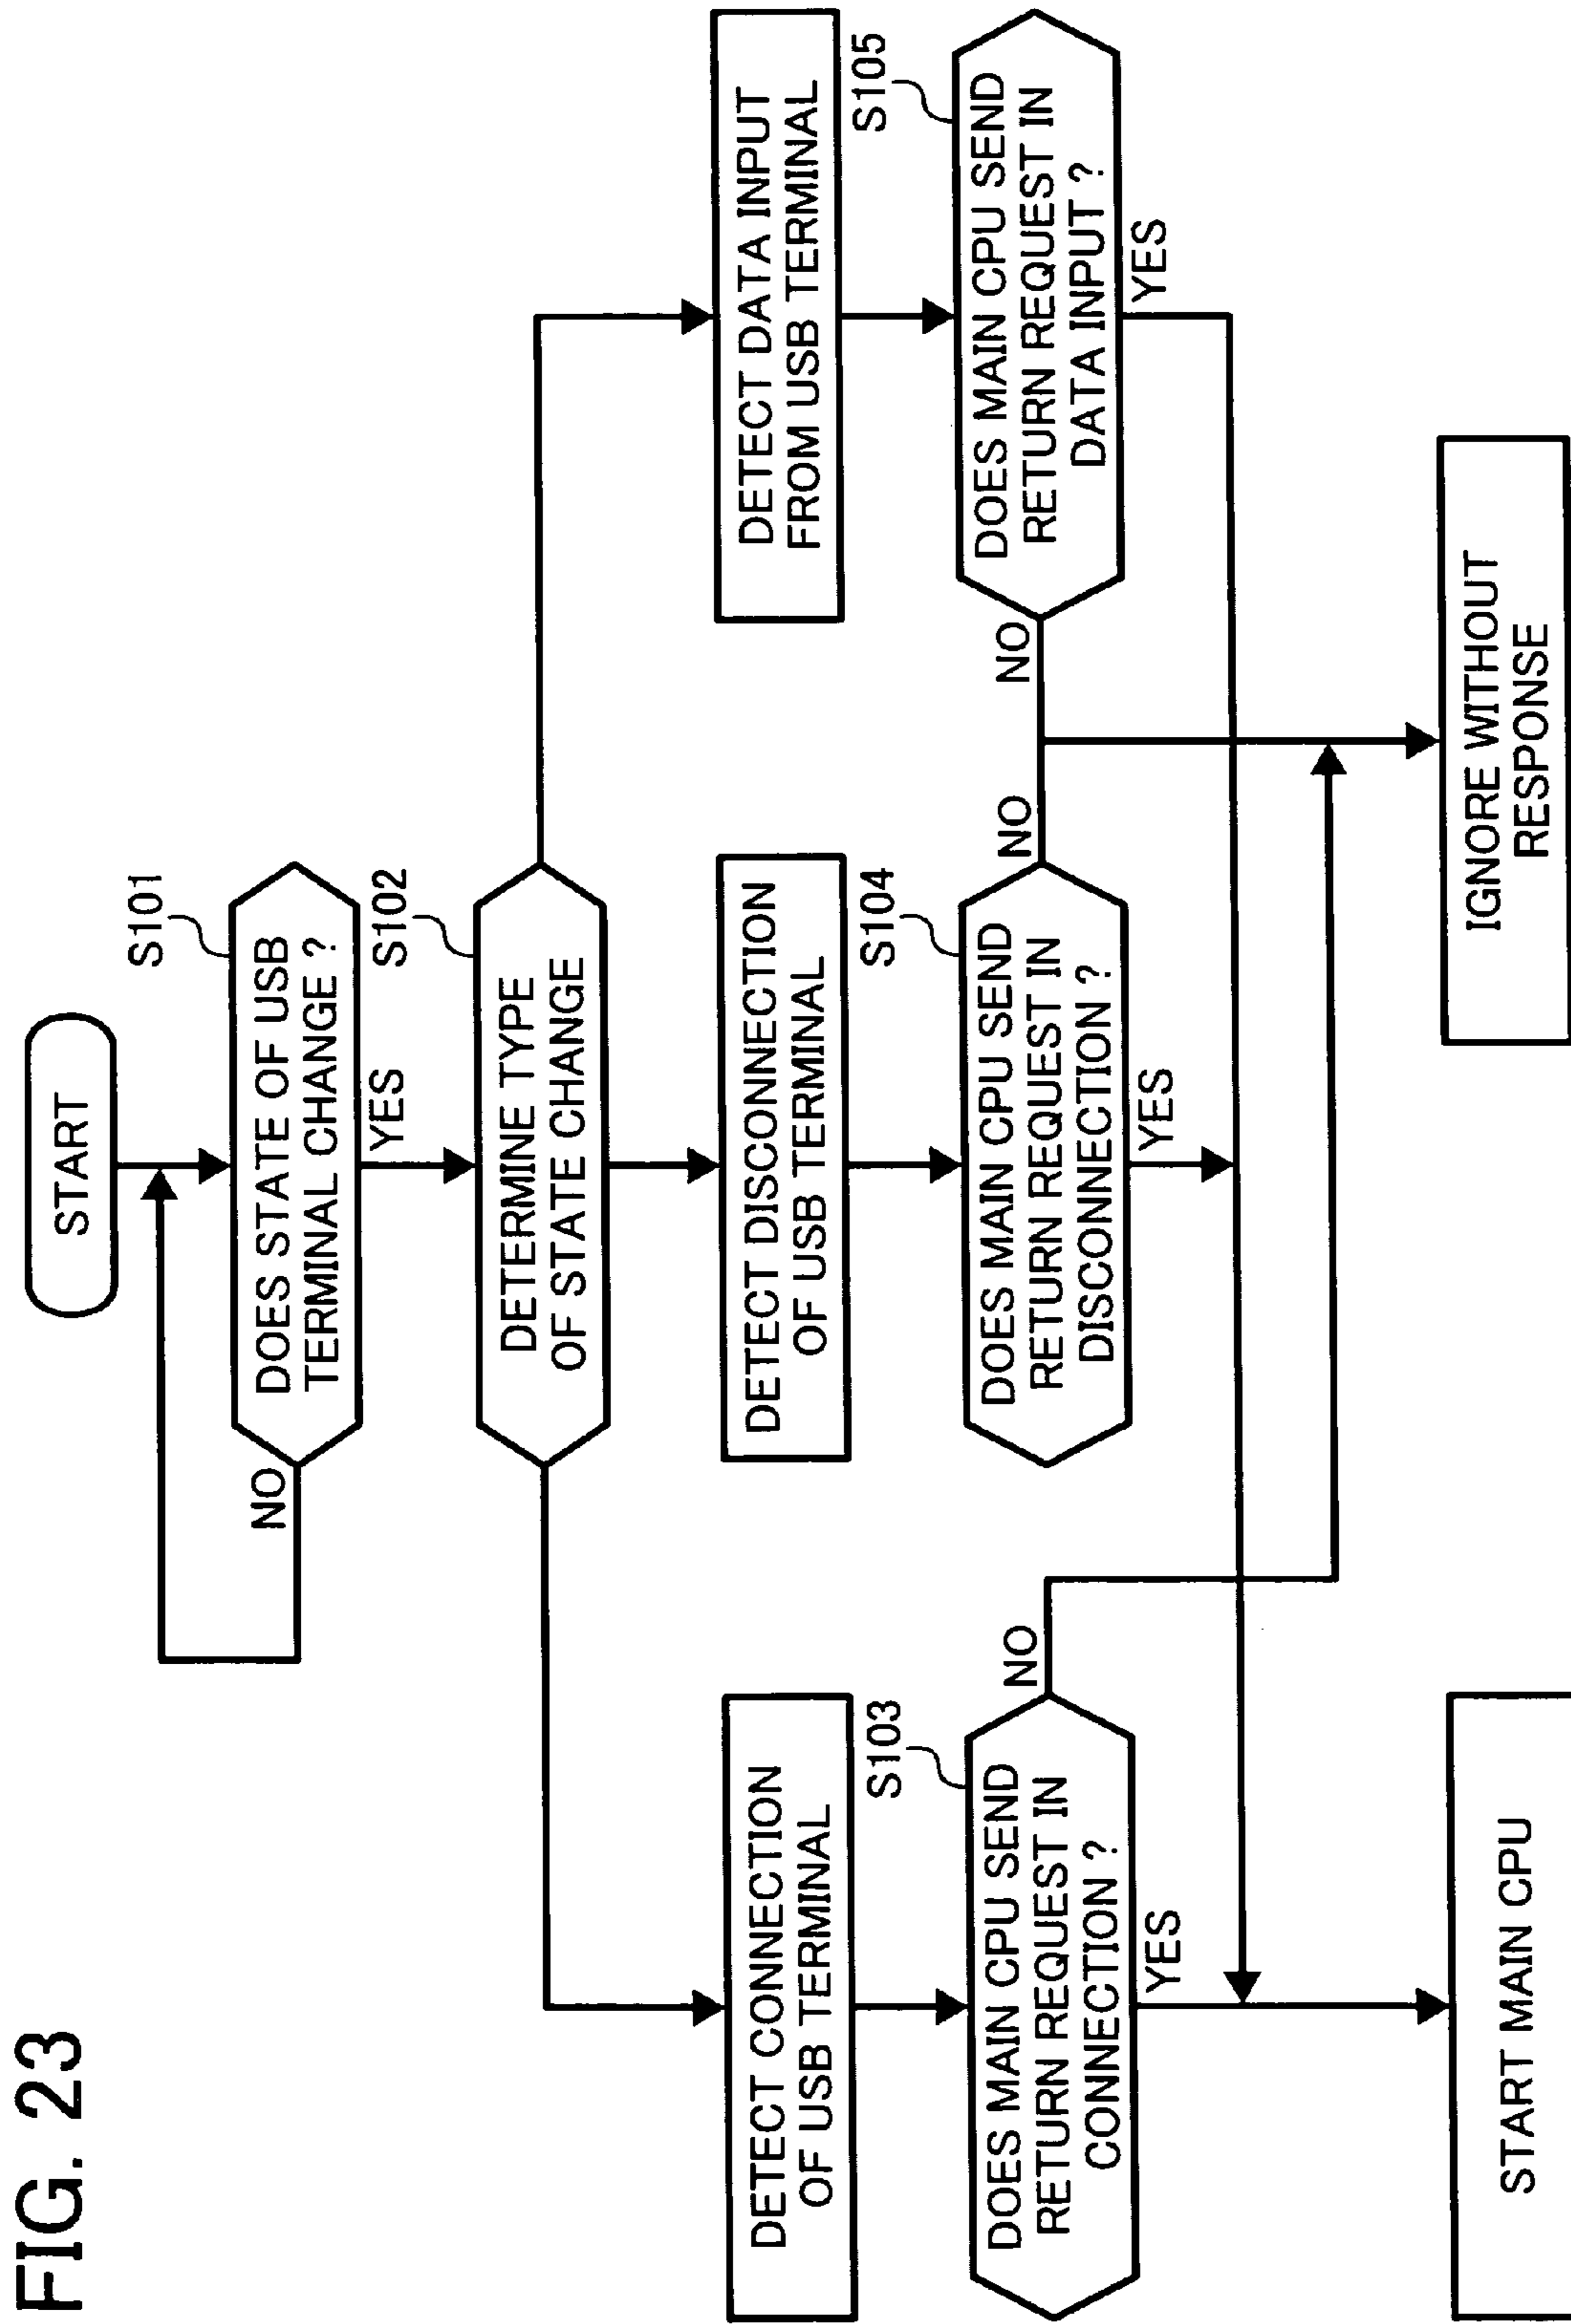 FIG. 23
START
S101
DOES STATE OF USB
TERMINAL CHANGE ?
NO
YES
S102
DETERMINE TYPE
OF STATE CHANGE
DETECT CONNECTION
OF USB TERMINAL
DETECT DISCONNECTION
OF USB TERMINAL
DETECT DATA INPUT
FROM USB TERMINAL
S103
DOES MAIN CPU SEND
RETURN REQUEST IN
CONNECTION ?
NO
YES
S104
DOES MAIN CPU SEND
RETURN REQUEST IN
DISCONNECTION ?
NO
YES
S105
DOES MAIN CPU SEND
RETURN REQUEST IN
DATA INPUT ?
NO
YES
START MAIN CPU
IGNORE WITHOUT
RESPONSE